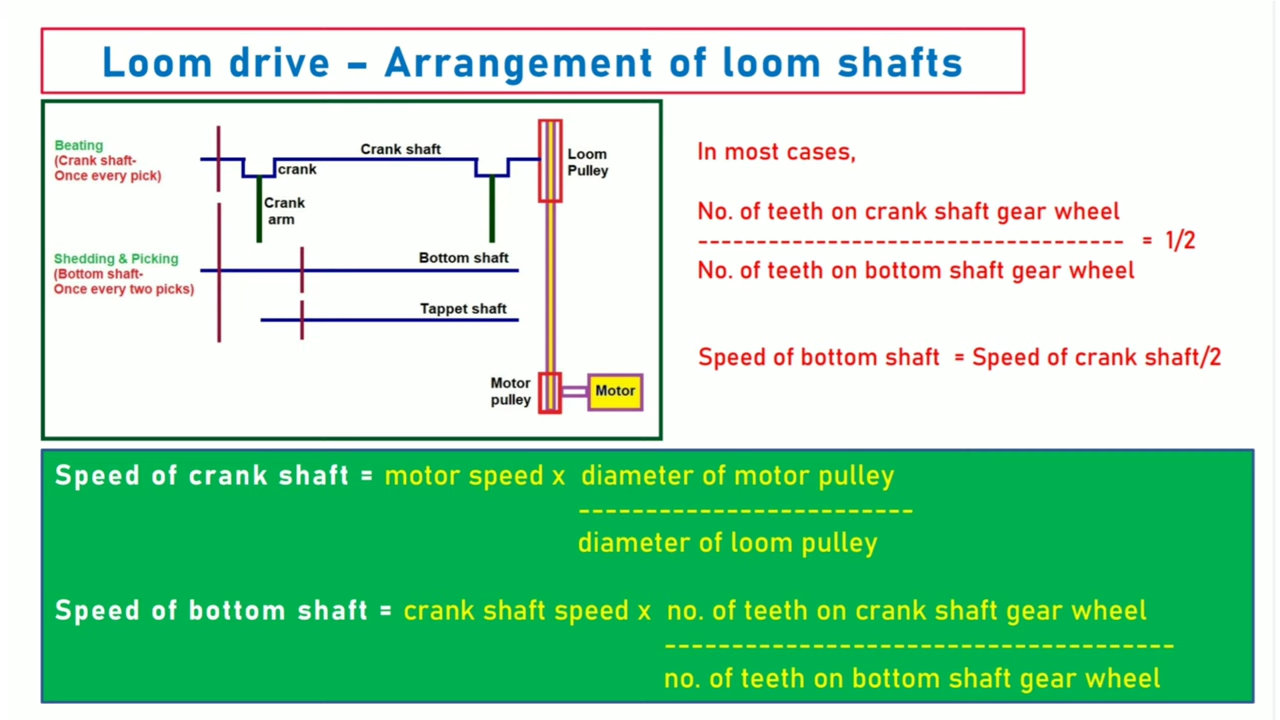 Loom drive – Arrangement of loom shafts
Beating
(Crank shaft-
Once every pick)
Crank shaft
crank
Crank
arm
Loom
Pulley
Shedding & Picking
(Bottom shaft-
Once every two picks)
Bottom shaft
Tappet shaft
Motor
pulley
Motor
In most cases,
No. of teeth on crank shaft gear wheel
------------------------------------ = 1/2
No. of teeth on bottom shaft gear wheel
Speed of bottom shaft = Speed of crank shaft/2
Speed of crank shaft = motor speed x diameter of motor pulley
-------------------------
diameter of loom pulley
Speed of bottom shaft = crank shaft speed x no. of teeth on crank shaft gear wheel
--------------------------------------
no. of teeth on bottom shaft gear wheel